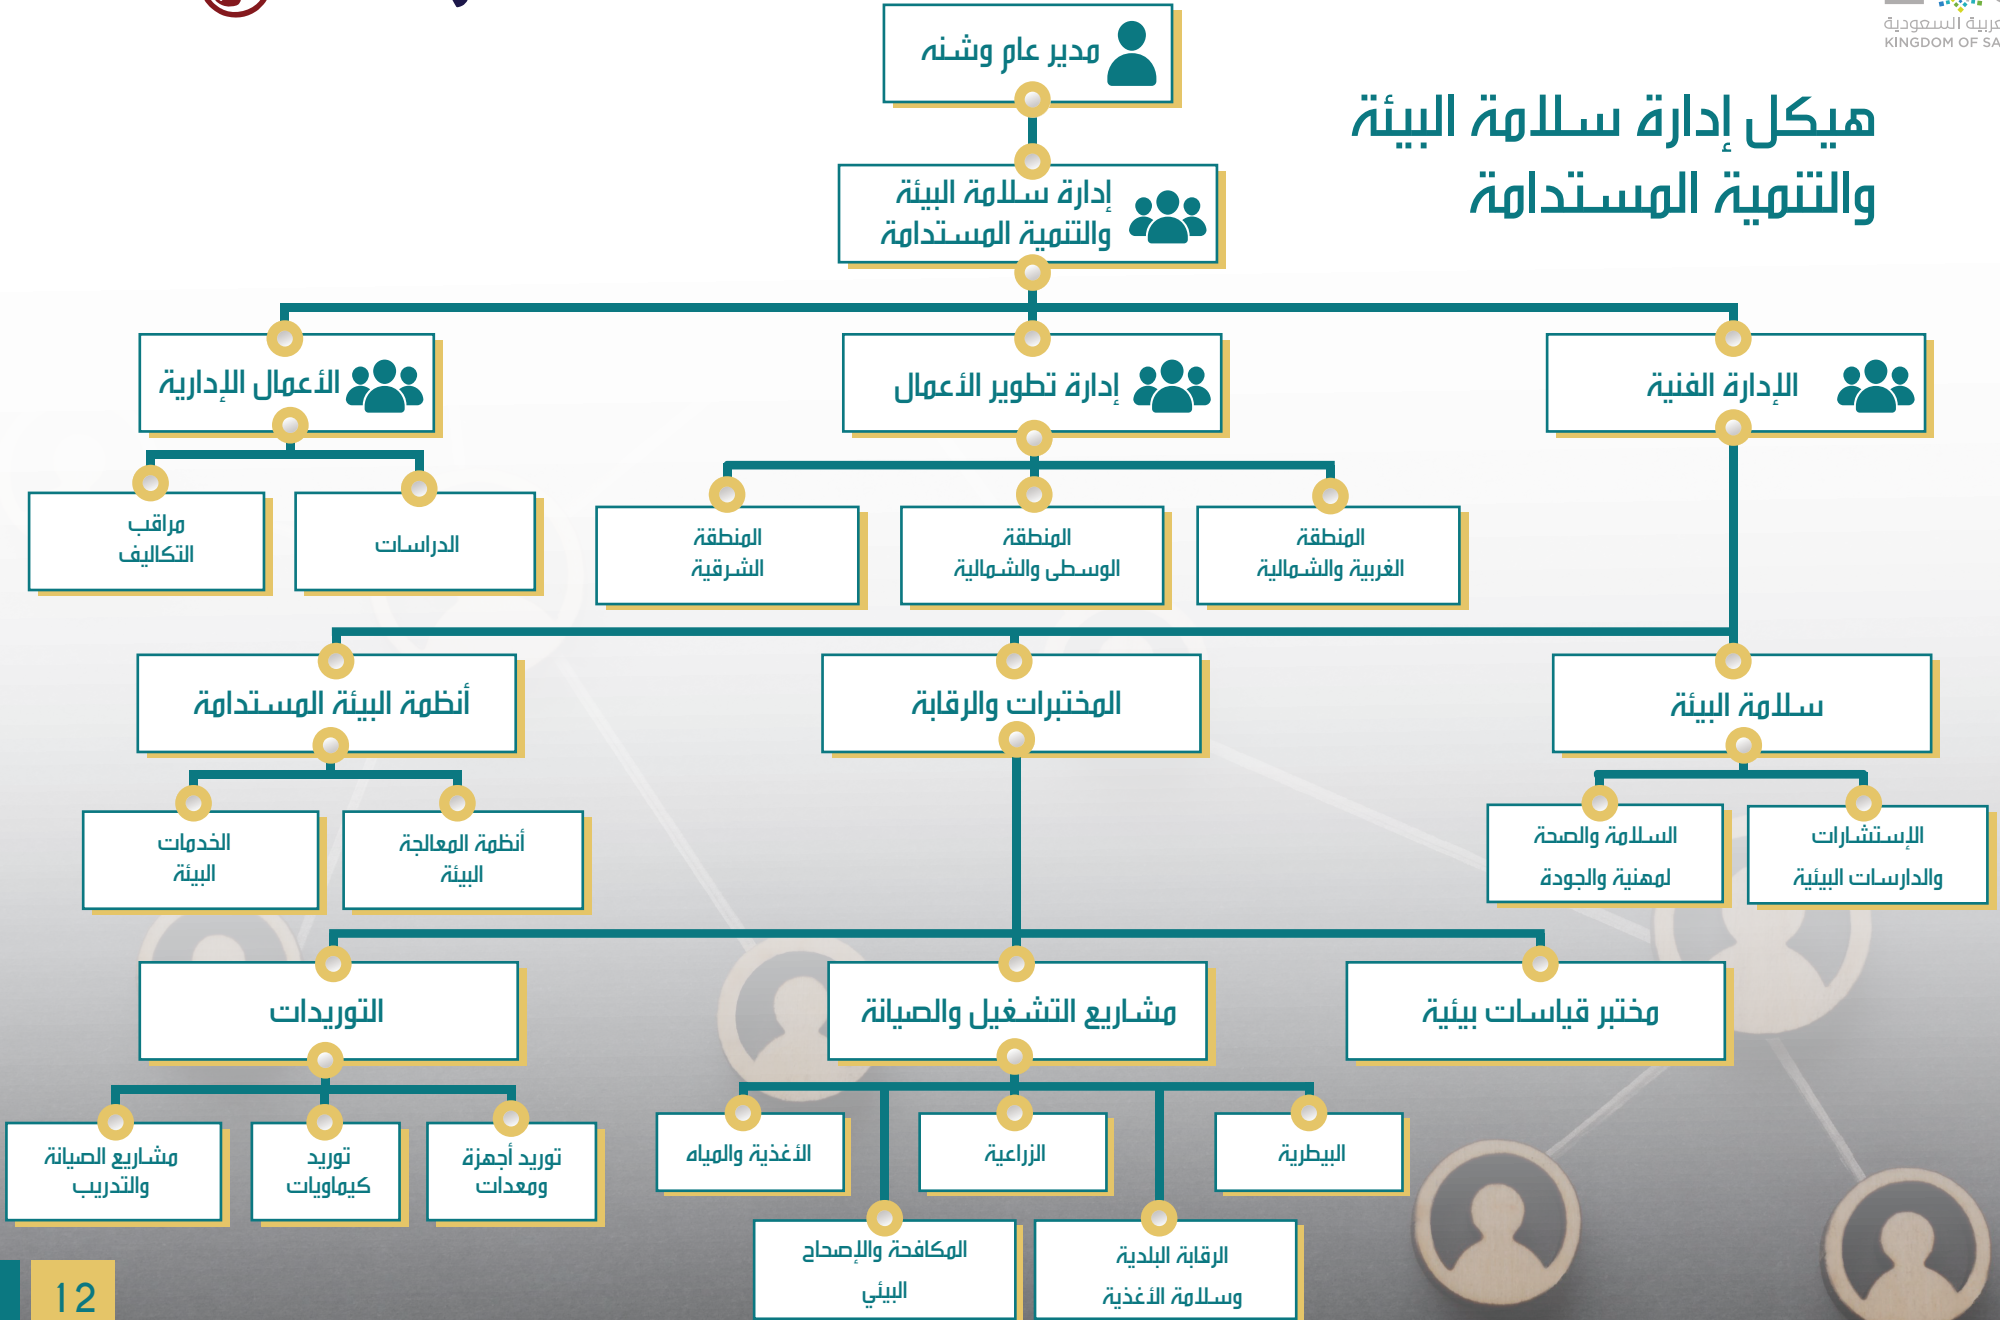 العربية السعودية
KINGDOM OF SA
هيكل إدارة سلامة البيئة
والتنمية المستدامة
مدير عام وشنه
إدارة سلامة البيئة
والتنمية المستدامة
الإدارة الفنية
إدارة تطوير الأعمال
الأعمال الإدارية
المنطقة
الغربية والشمالية
المنطقة
الوسطى والشمالية
المنطقة
الشرقية
الدراسات
مراقب
التكاليف
سلامة البيئة
المختبرات والرقابة
أنظمة البيئة المستدامة
الإستشارات
والدارسات البيئية
السلامة والصحة
لمهنية والجودة
أنظمة المعالجة
البيئة
الخدمات
البيئة
مختبر قياسات بيئية
مشاريع التشغيل والصيانة
التوريدات
البيطرية
الزراعية
الأغذية والمياه
توريد أجهزة
ومعدات
توريد
كيماويات
مشاريع الصيانة
والتدريب
الرقابة البلدية
وسلامة الأغذية
المكافحة والإصحاح
البيئي
12